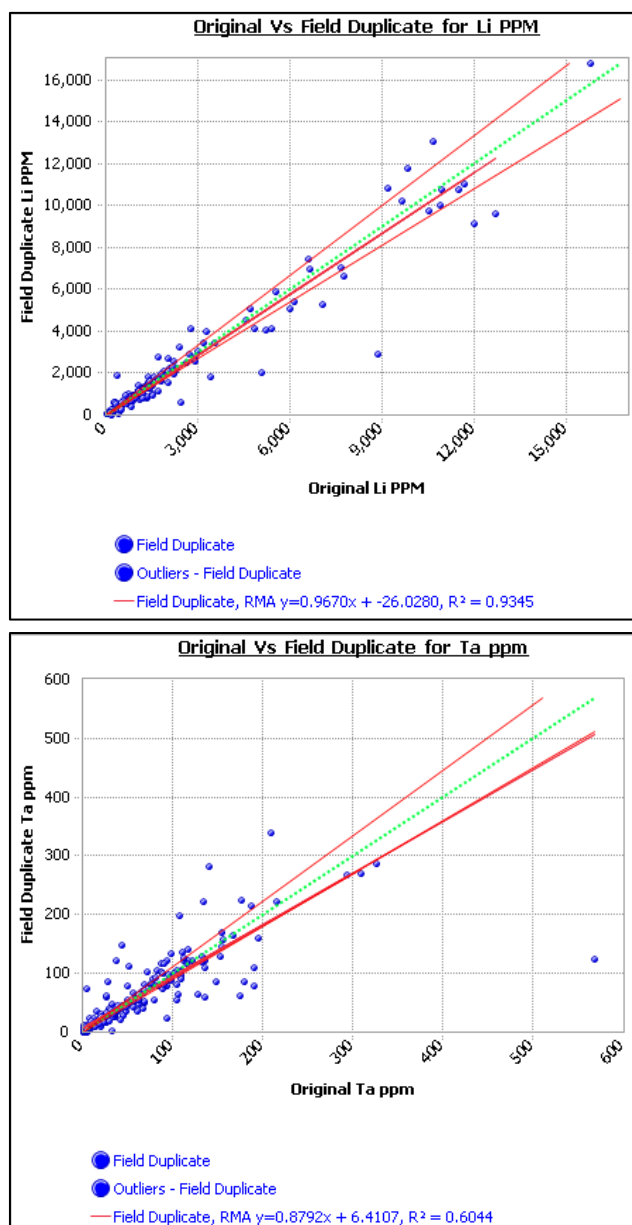 Original Vs Field Duplicate for Li PPM
16,000
14,000
12,000
10,000
8,000
6,000
4,000
2,000
0
Field Duplicate Li PPM
0
3,000
6,000
9,000
12,000
15,000
Original Li PPM
Field Duplicate
Outliers - Field Duplicate
Field Duplicate, RMA y=0.9670x + -26.0280, R² = 0.9345
Original Vs Field Duplicate for Ta ppm
600
500
400
300
200
100
0
Field Duplicate Ta ppm
0
100
200
300
400
500
600
Original Ta ppm
Field Duplicate
Outliers - Field Duplicate
Field Duplicate, RMA y=0.8792x + 6.4107, R² = 0.6044